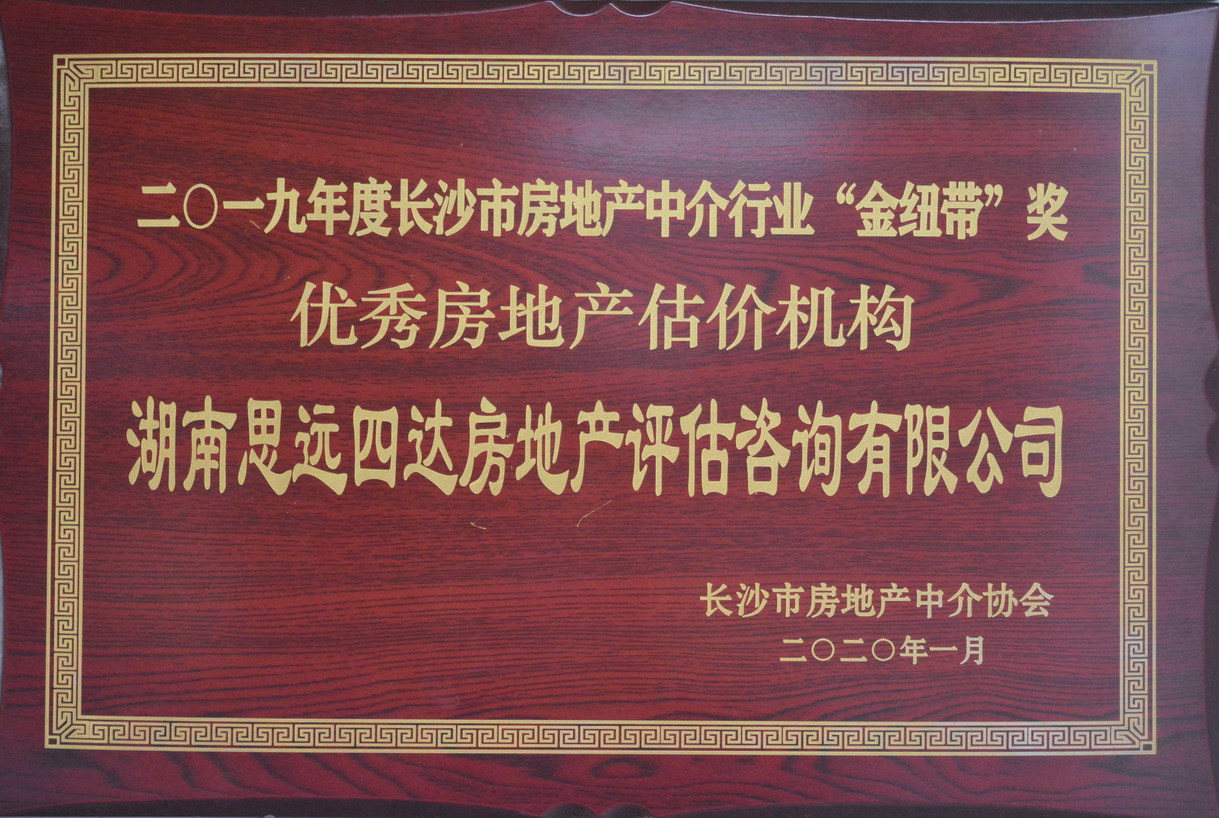 二〇一九年度长沙市房地产中介行业“金纽带”奖
优秀房地产估价机构
湖南思远四达房地产评估咨询有限公司
长沙市房地产中介协会
二〇二〇年一月